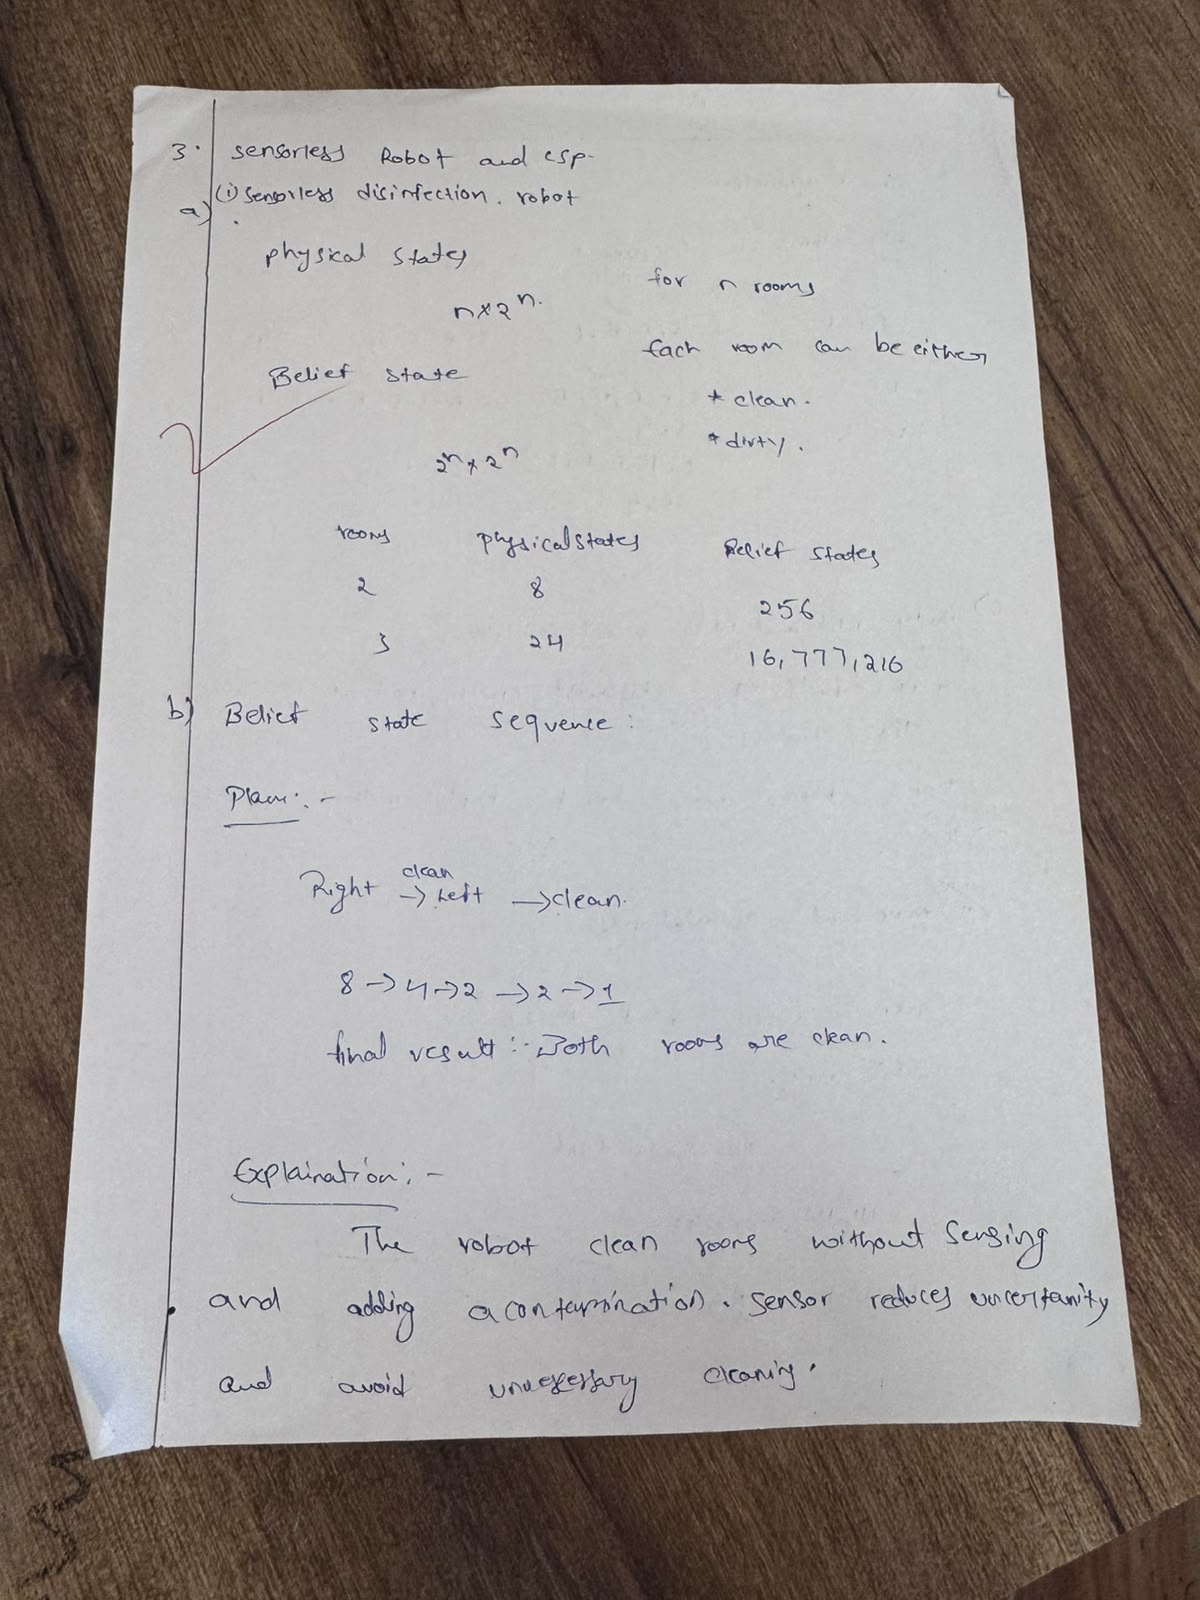 3. Sensorless Robot and csp.
a) (i) Sensorless disinfection. robot
physical States
for n rooms
n×2^n.
Each room can be either
Belief state
* clean.
* dirty.
2^n × 2^n
rooms physical states Belief states
2 8 256
3 24 16,777,216
b) Belief state sequence:
Plan:-
clean
Right → Left → clean.
8 → 4 → 2 → 2 → 1
final result :- Both rooms are clean.
Explaination:-
The robot clean rooms without Sensing
and adding a contamination. Sensor reduces uncertanity
and avoid unnecessary cleaning.